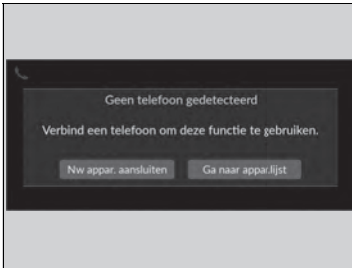 Geen telefoon gedetecteerd
Verbind een telefoon om deze functie te gebruiken.
Nw appar. aansluiten
Ga naar appar.lijst